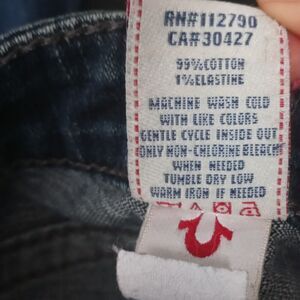 RN#112790
CA#30427
99%COTTON
1%ELASTINE
MACHINE WASH COLD
WITH LIKE COLORS
GENTLE CYCLE INSIDE OUT
ONLY NON-CHLORINE BLEACH
WHEN NEEDED
TUMBLE DRY LOW
WARM IRON IF NEEDED